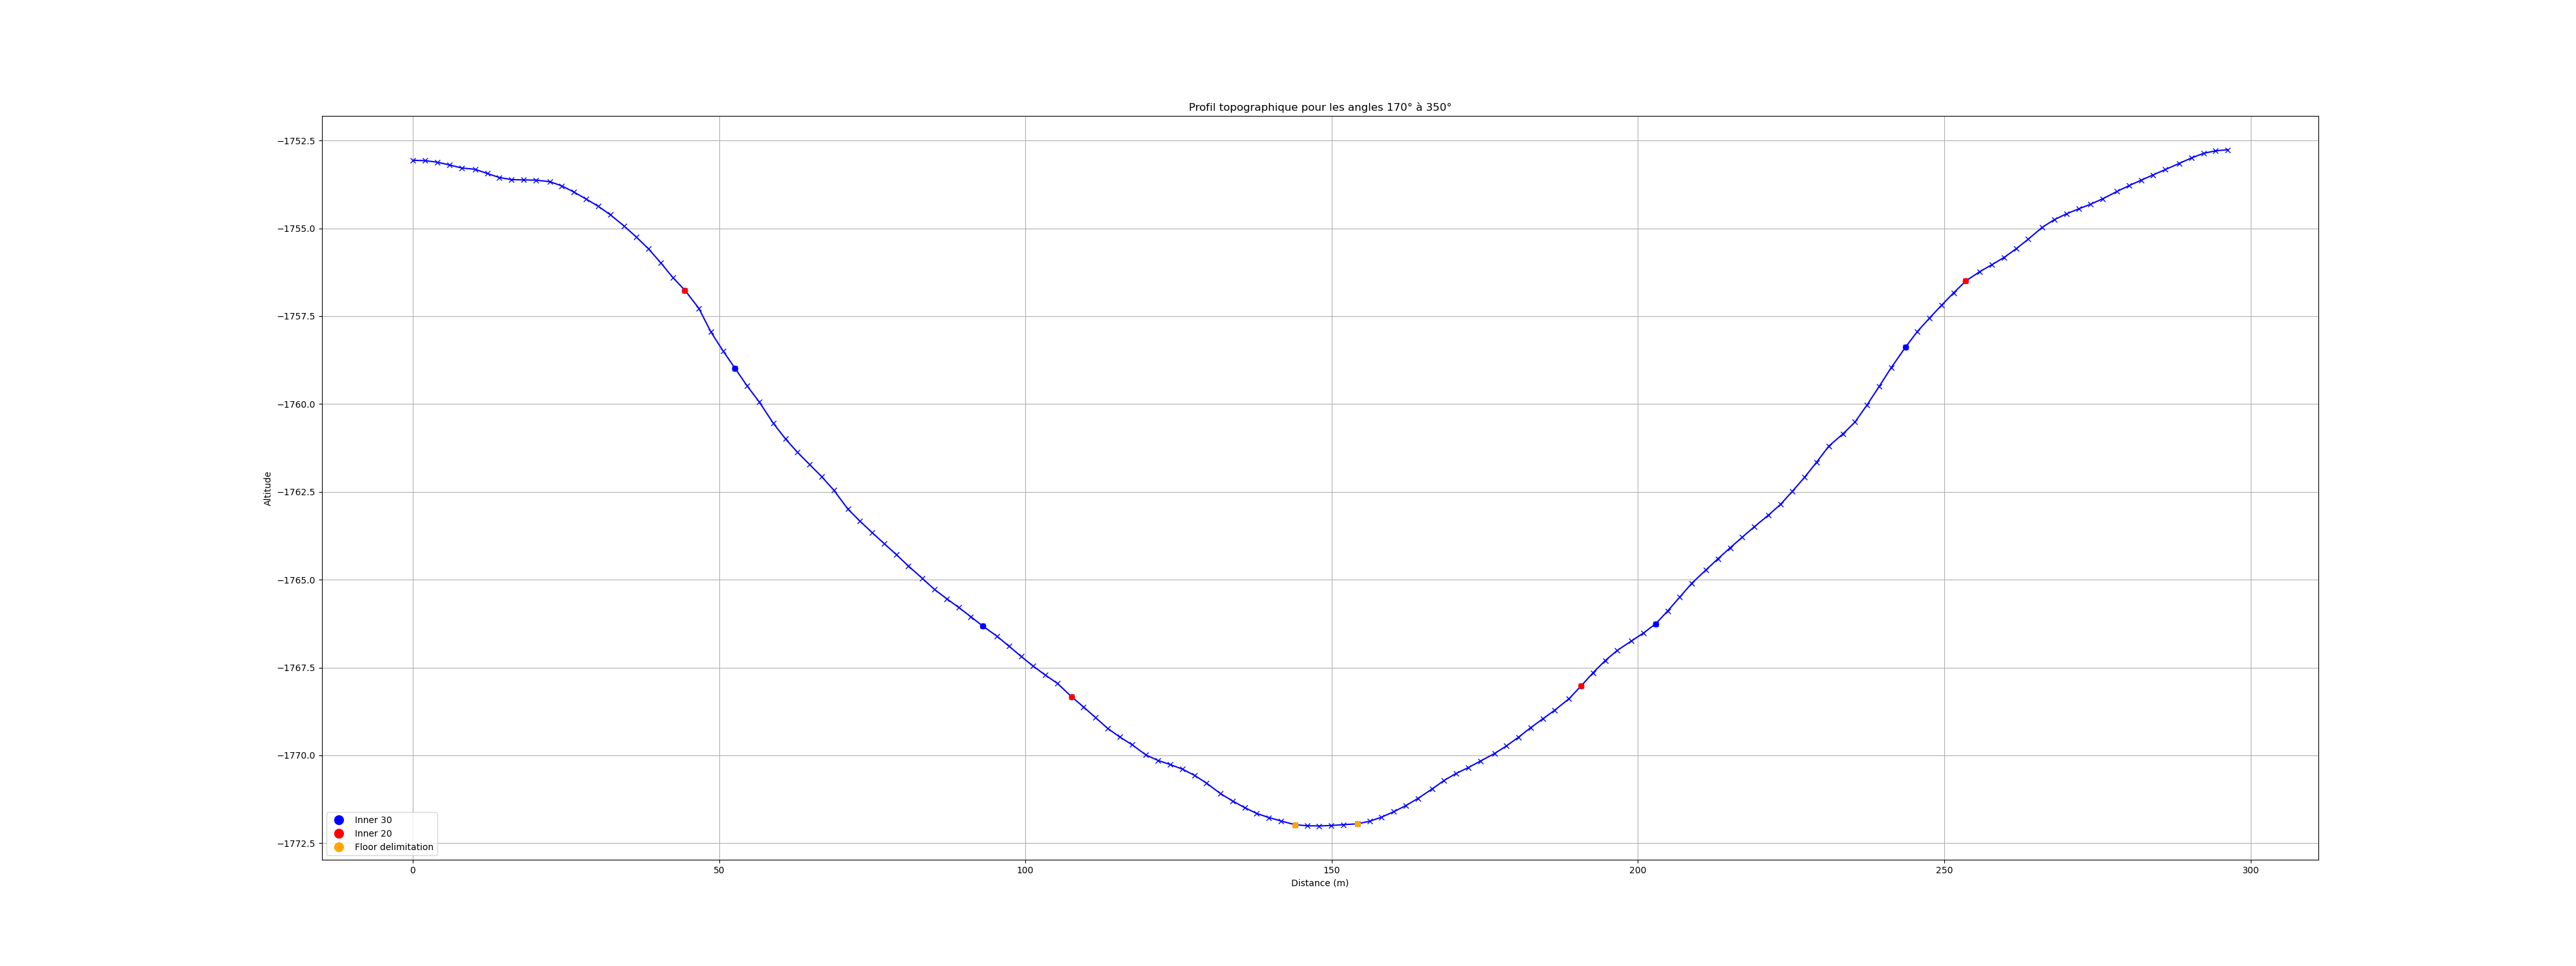 Profil topographique pour les angles 170° à 350°
Altitude
−1752.5
−1755.0
−1757.5
−1760.0
−1762.5
−1765.0
−1767.5
−1770.0
−1772.5
Inner 30
Inner 20
Floor delimitation
0 50 100 150 200 250 300
Distance (m)